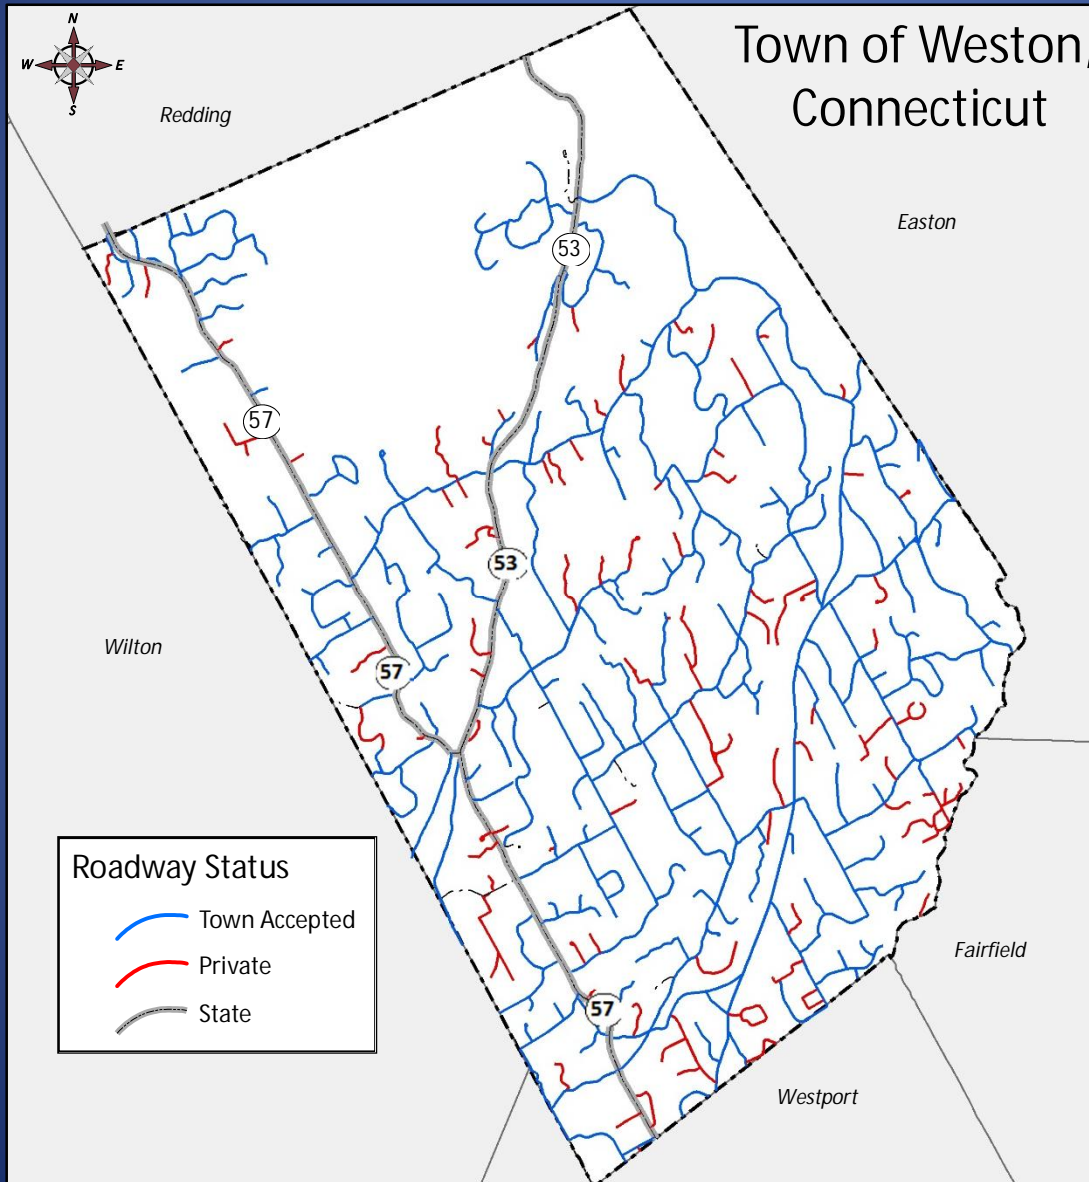 N
W E
S
Town of Weston,
Connecticut
Redding
Easton
53
57
53
Wilton
57
Roadway Status
Town Accepted
Private
State
Fairfield
57
Westport